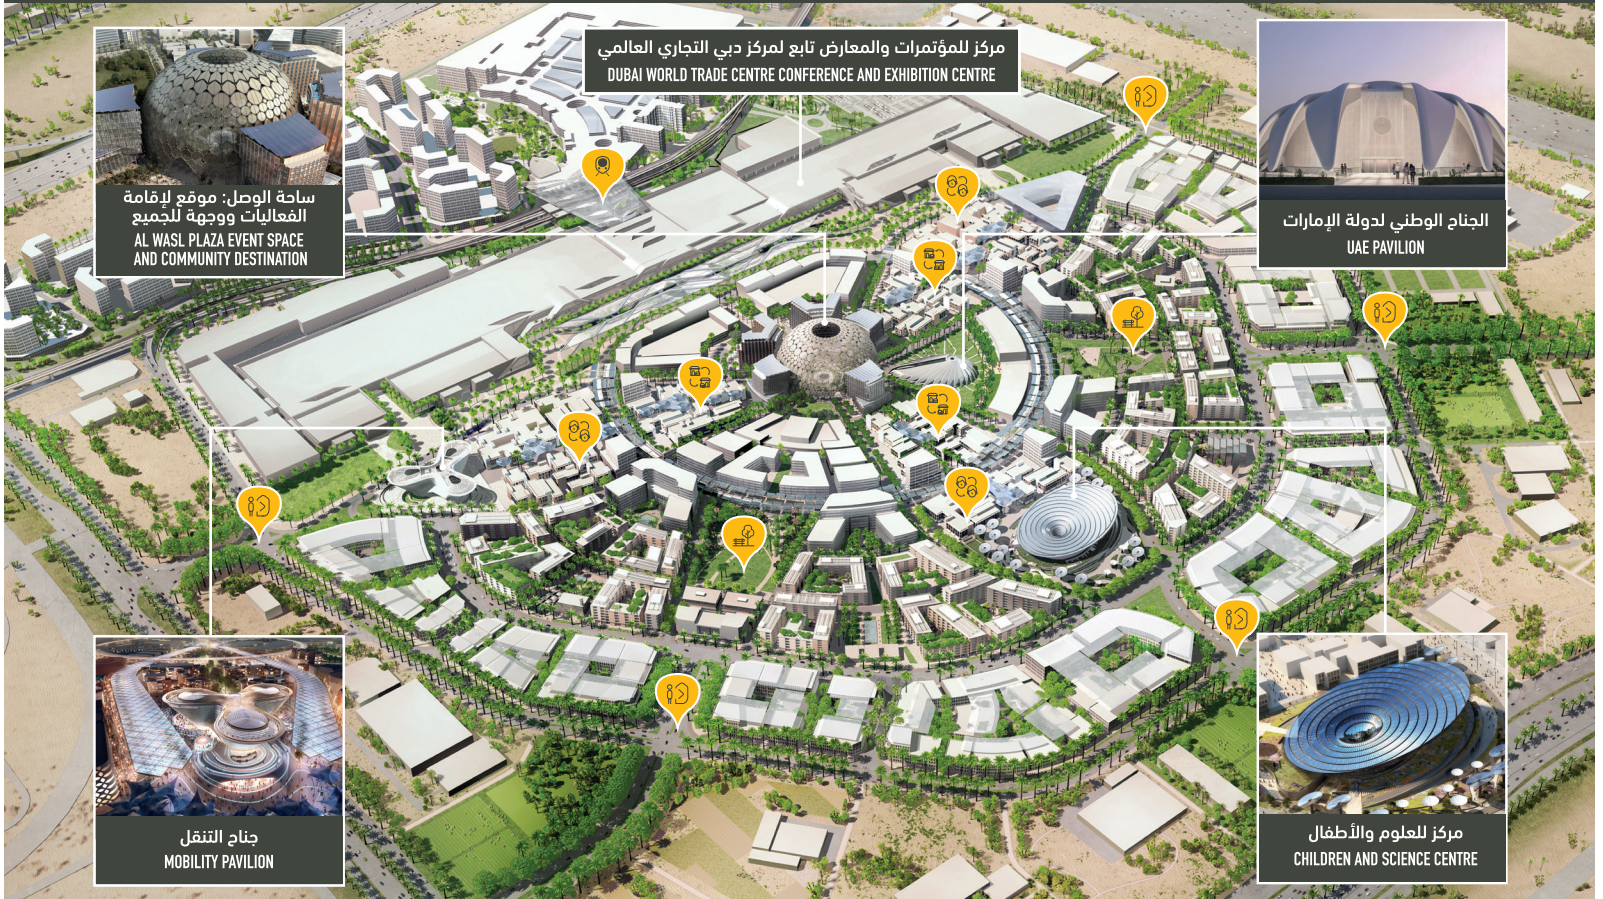 مركز للمؤتمرات والمعارض تابع لمركز دبي التجاري العالمي
DUBAI WORLD TRADE CENTRE CONFERENCE AND EXHIBITION CENTRE
ساحة الوصل: موقع لإقامة
الفعاليات ووجهة للجميع
AL WASL PLAZA EVENT SPACE
AND COMMUNITY DESTINATION
الجناح الوطني لدولة الإمارات
UAE PAVILION
جناح التنقل
MOBILITY PAVILION
مركز للعلوم والأطفال
CHILDREN AND SCIENCE CENTRE